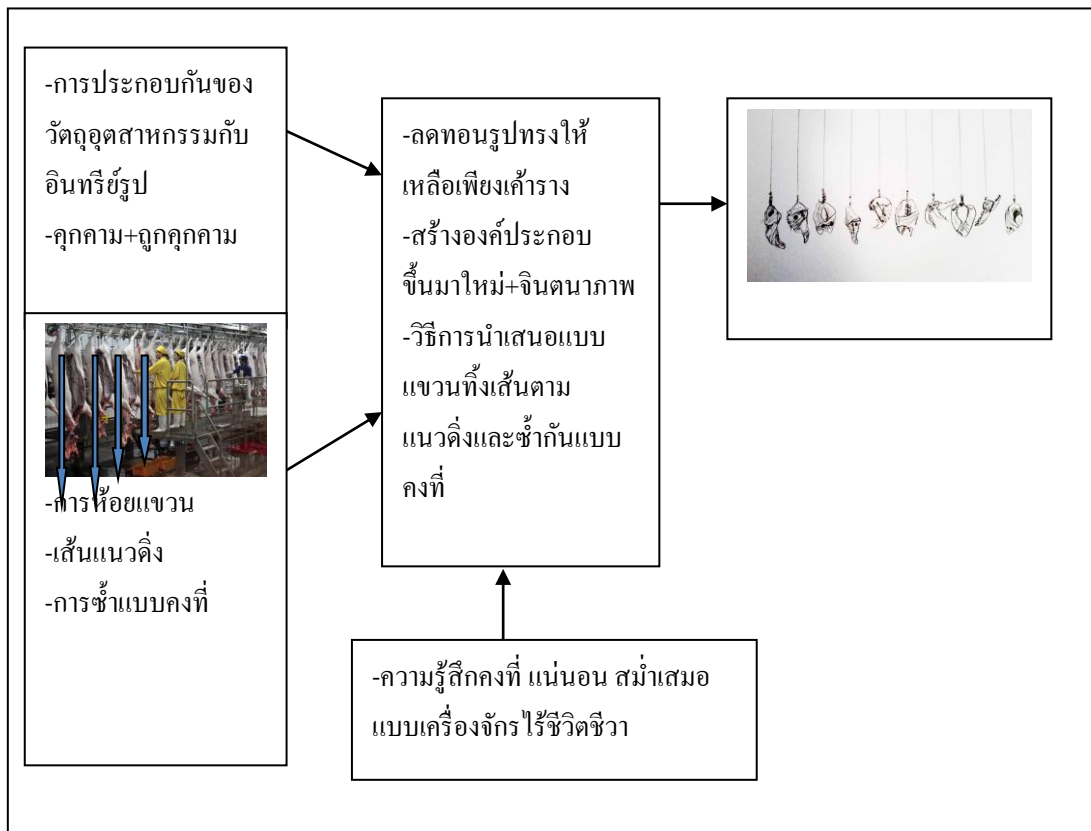 -การประกอบกันของ
วัตถุอุตสาหกรรมกับ
อินทรีย์รูป
-คุกคาม+ถูกคุกคาม
-การห้อยแขวน
-เส้นแนวดิ่ง
-การซ้ำแบบคงที่
-ลดทอนรูปทรงให้
เหลือเพียงเค้าราง
-สร้างองค์ประกอบ
ขึ้นมาใหม่+จินตนาภาพ
-วิธีการนำเสนอแบบ
แขวนทิ้งเส้นตาม
แนวดิ่งและซ้ำกันแบบ
คงที่
-ความรู้สึกคงที่ แน่นอน สม่ำเสมอ
แบบเครื่องจักรไร้ชีวิตชีวา